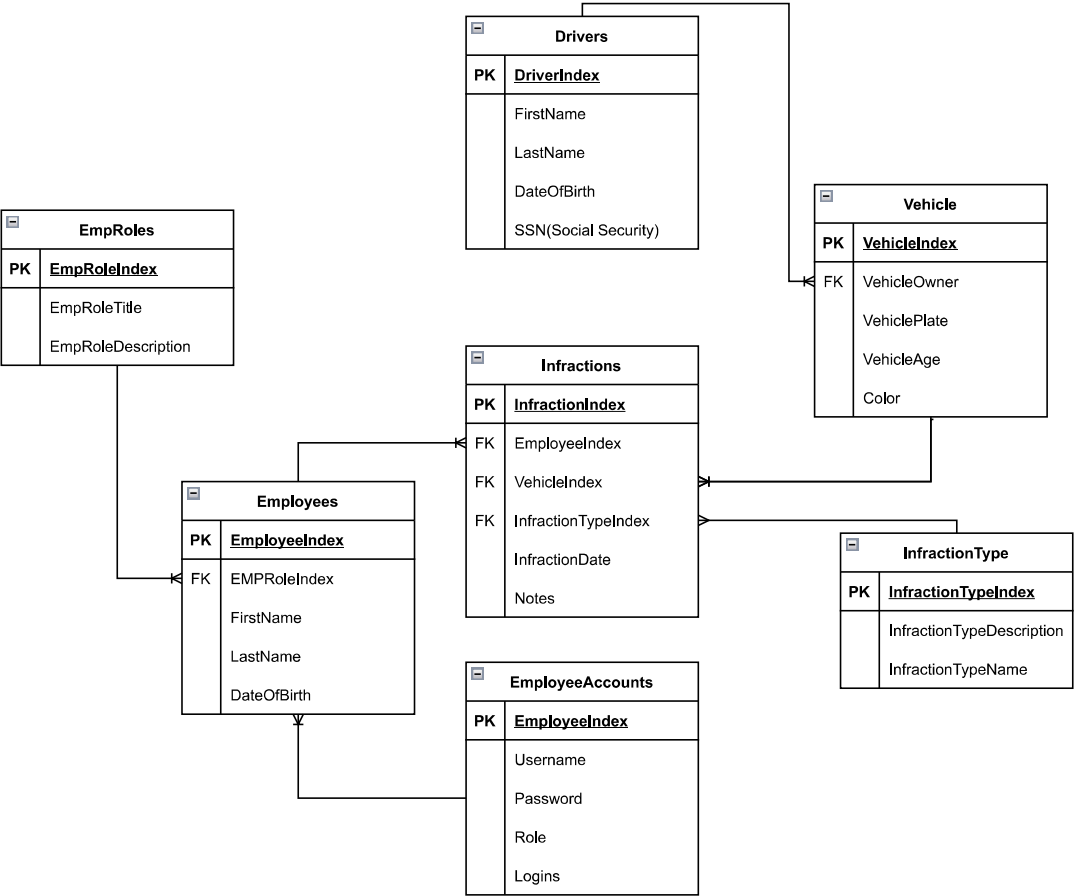 Drivers
PK DriverIndex
FirstName
LastName
DateOfBirth
SSN(Social Security)
Vehicle
PK VehicleIndex
FK VehicleOwner
VehiclePlate
VehicleAge
Color
EmpRoles
PK EmpRoleIndex
EmpRoleTitle
EmpRoleDescription
Infractions
PK InfractionIndex
FK EmployeeIndex
FK VehicleIndex
FK InfractionTypeIndex
InfractionDate
Notes
Employees
PK EmployeeIndex
FK EMPRoleIndex
FirstName
LastName
DateOfBirth
InfractionType
PK InfractionTypeIndex
InfractionTypeDescription
InfractionTypeName
EmployeeAccounts
PK EmployeeIndex
Username
Password
Role
Logins